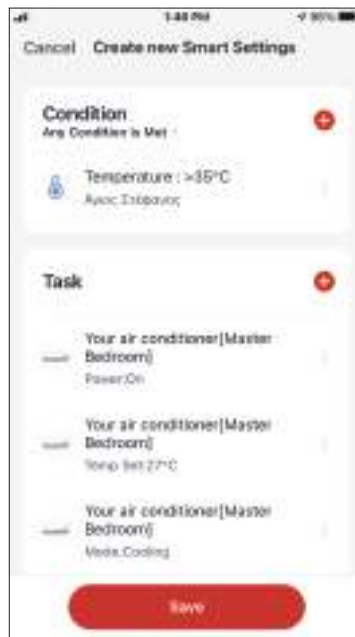 1:48 PM
Cancel Create new Smart Settings
Condition
Any Condition is Met
Temperature : >35°C
Άγιος Στέφανος
Task
Your air conditioner[Master
Bedroom]
Power:On
Your air conditioner[Master
Bedroom]
Temp Set:27°C
Your air conditioner[Master
Bedroom]
Mode:Cooling
Save